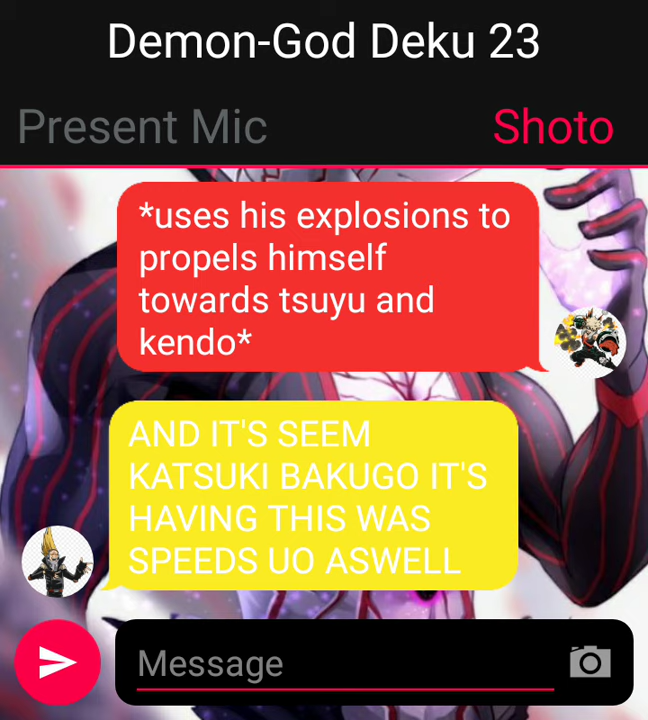 Demon-God Deku 23
Present Mic
Shoto
*uses his explosions to
propels himself
towards tsuyu and
kendo*
AND IT'S SEEM
KATSUKI BAKUGO IT'S
HAVING THIS WAS
SPEEDS UO ASWELL
Message